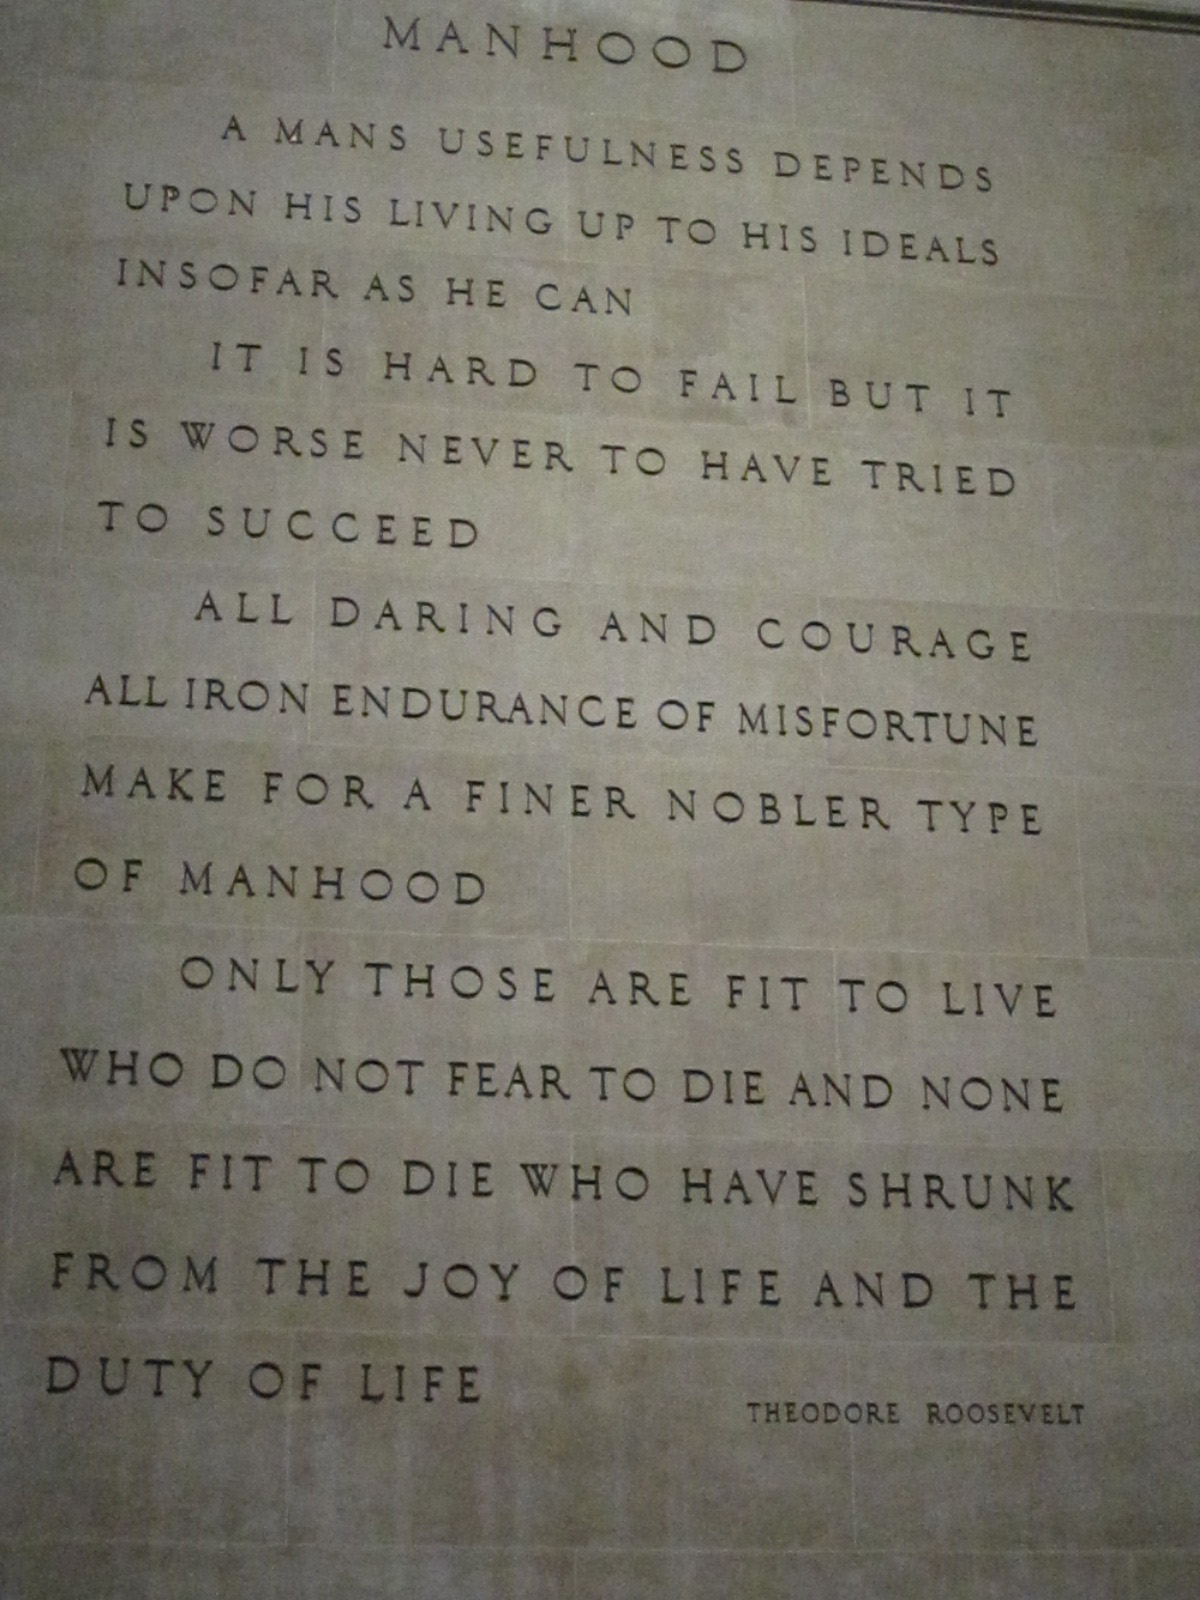 MANHOOD
A MANS USEFULNESS DEPENDS
UPON HIS LIVING UP TO HIS IDEALS
INSOFAR AS HE CAN
IT IS HARD TO FAIL BUT IT
IS WORSE NEVER TO HAVE TRIED
TO SUCCEED
ALL DARING AND COURAGE
ALL IRON ENDURANCE OF MISFORTUNE
MAKE FOR A FINER NOBLER TYPE
OF MANHOOD
ONLY THOSE ARE FIT TO LIVE
WHO DO NOT FEAR TO DIE AND NONE
ARE FIT TO DIE WHO HAVE SHRUNK
FROM THE JOY OF LIFE AND THE
DUTY OF LIFE
THEODORE ROOSEVELT